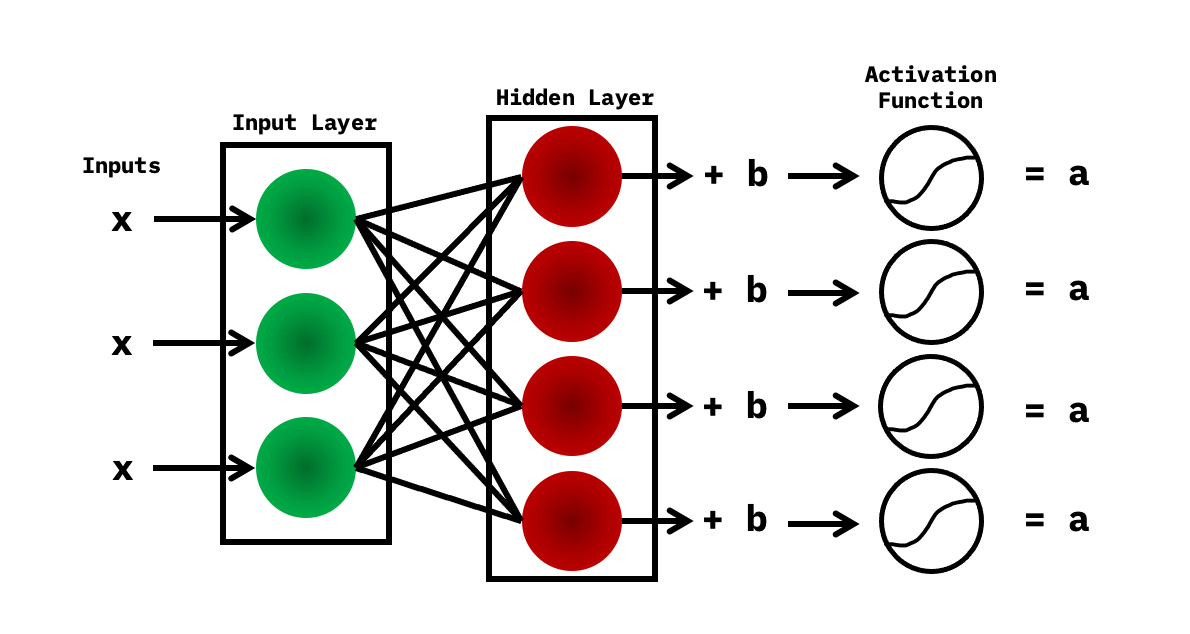 Activation
Function
Hidden Layer
Input Layer
Inputs
x
+ b
= a
x
+ b
= a
x
+ b
= a
+ b
= a